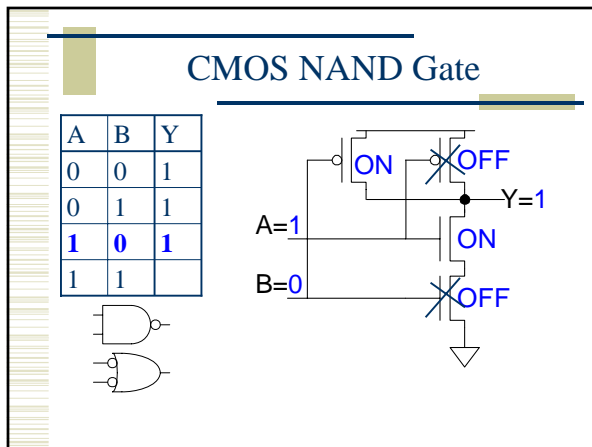 CMOS NAND Gate
A B Y
0 0 1
0 1 1
1 0 1
1 1
ON
OFF
Y=1
A=1
ON
B=0
OFF